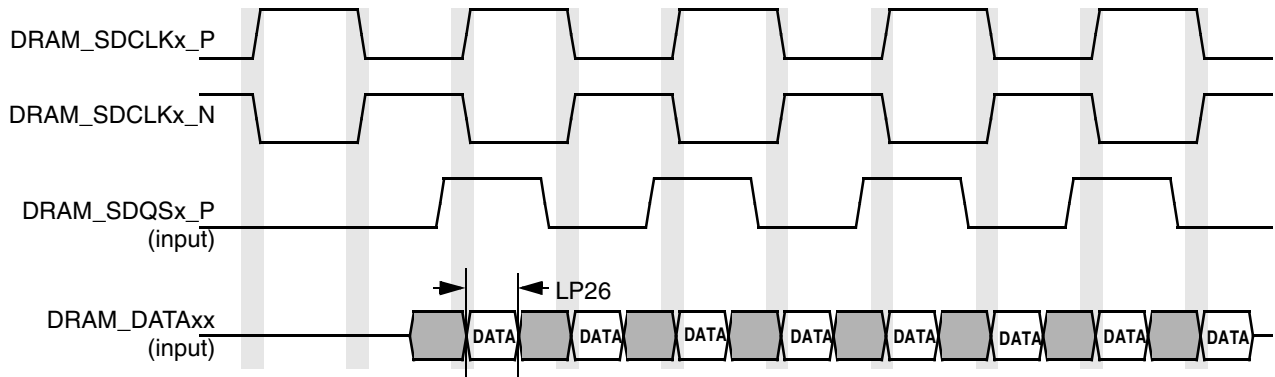 DRAM_SDCLKx_P
DRAM_SDCLKx_N
DRAM_SDQSx_P
(input)
LP26
DRAM_DATAxx
(input)
DATA DATA DATA DATA DATA DATA DATA DATA